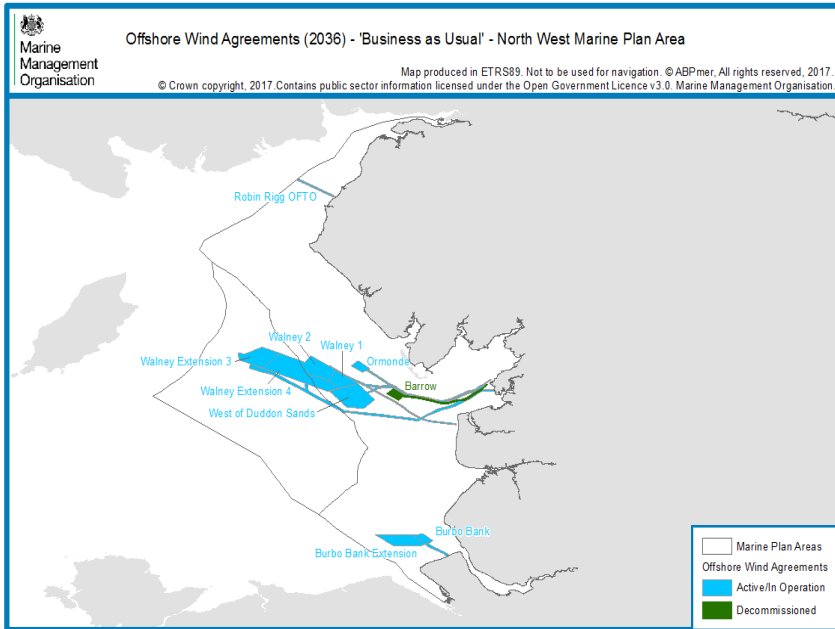 Marine
Management
Organisation
Offshore Wind Agreements (2036) - 'Business as Usual' - North West Marine Plan Area
Map produced in ETRS89. Not to be used for navigation. © ABPmer, All rights reserved, 2017.
© Crown copyright, 2017.Contains public sector information licensed under the Open Government Licence v3.0. Marine Management Organisation.
Robin Rigg OFTO
Walney 2
Walney 1
Walney Extension 3
Ormonde
Walney Extension 4
Barrow
West of Duddon Sands
Burbo Bank
Burbo Bank Extension
Marine Plan Areas
Offshore Wind Agreements
Active/In Operation
Decommissioned